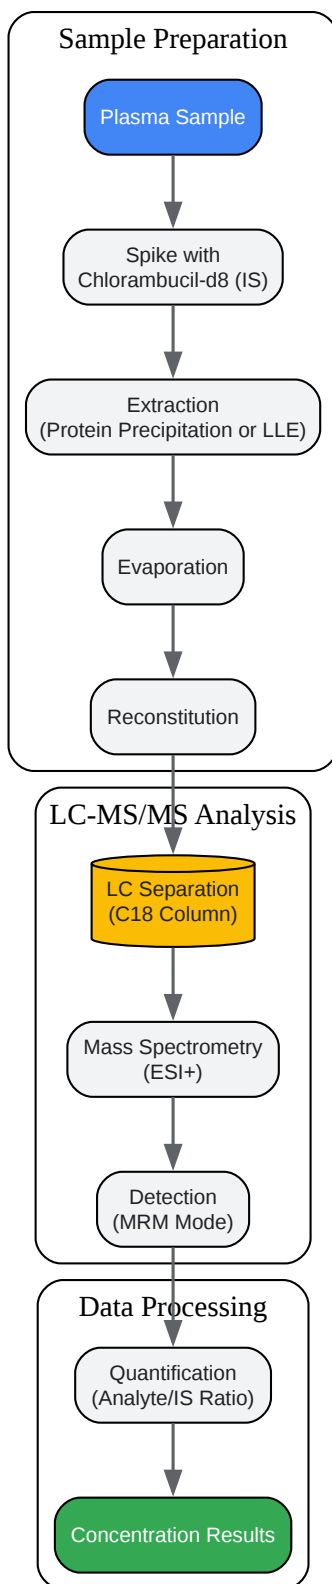 Sample Preparation
Plasma Sample
Spike with
Chlorambucil-d8 (IS)
Extraction
(Protein Precipitation or LLE)
Evaporation
Reconstitution
LC-MS/MS Analysis
LC Separation
(C18 Column)
Mass Spectrometry
(ESI+)
Detection
(MRM Mode)
Data Processing
Quantification
(Analyte/IS Ratio)
Concentration Results